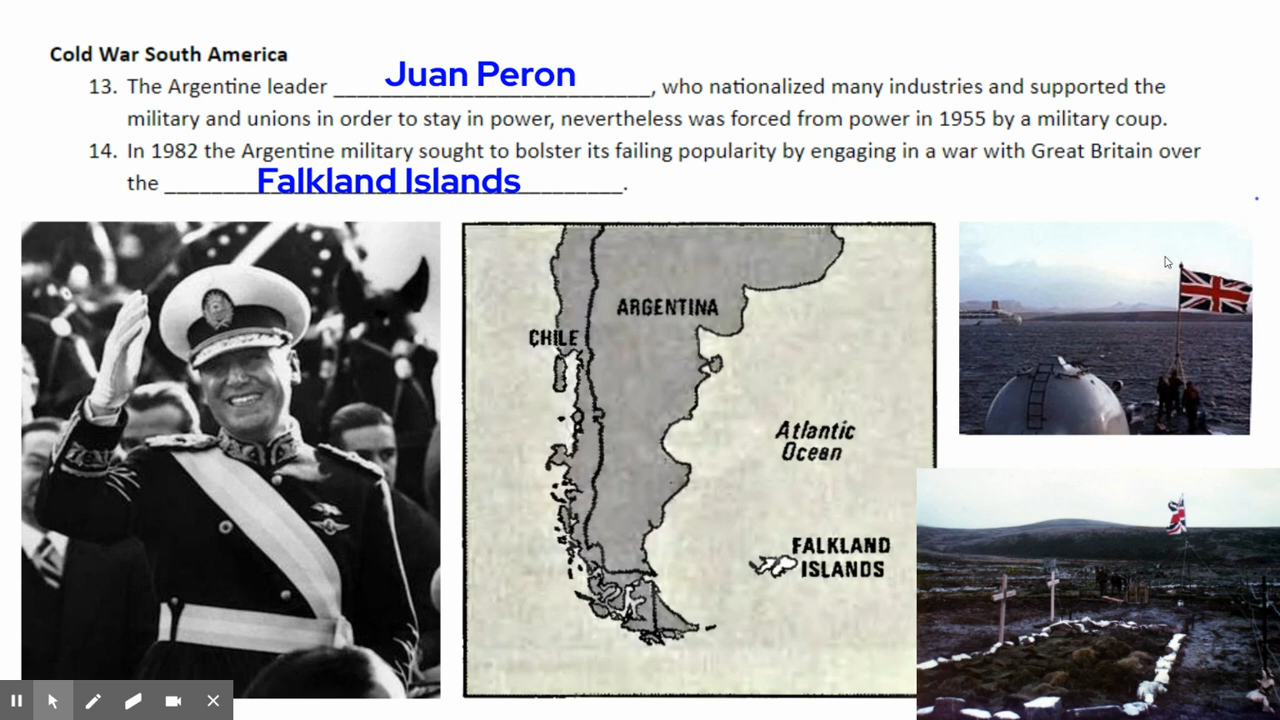 Cold War South America
13. The Argentine leader Juan Peron, who nationalized many industries and supported the
military and unions in order to stay in power, nevertheless was forced from power in 1955 by a military coup.
14. In 1982 the Argentine military sought to bolster its failing popularity by engaging in a war with Great Britain over
the Falkland Islands.
ARGENTINA
CHILE
Atlantic
Ocean
FALKLAND
ISLANDS